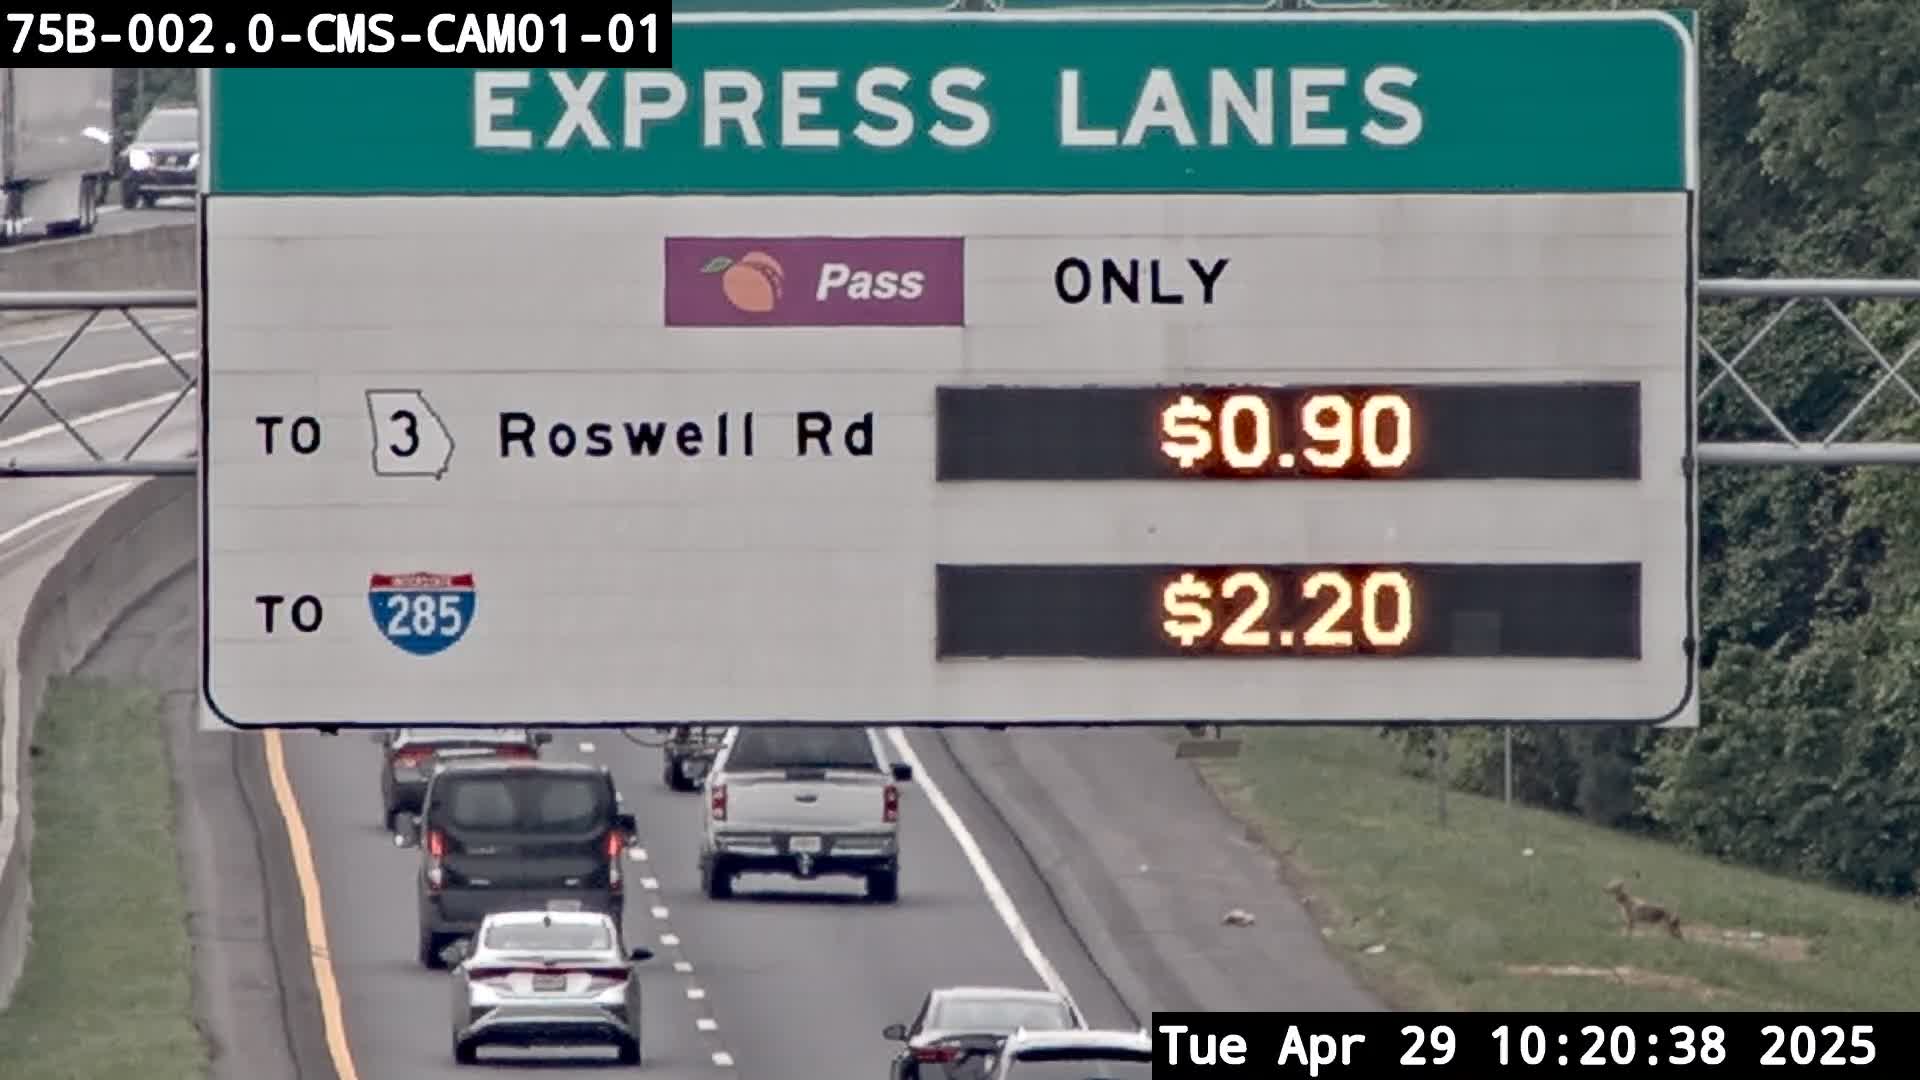 75B-002.0-CMS-CAM01-01
EXPRESS LANES
Pass ONLY
TO 3 Roswell Rd $0.90
INTERSTATE
TO 285 $2.20
Tue Apr 29 10:20:38 2025